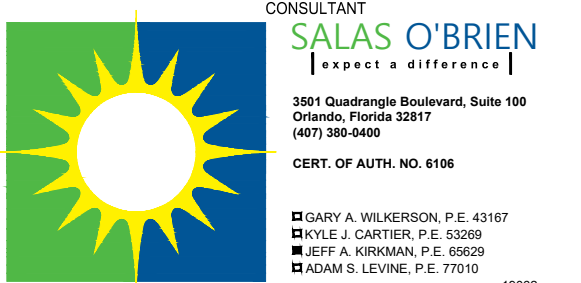 CONSULTANT
SALAS O'BRIEN
expect a difference
3501 Quadrangle Boulevard, Suite 100
Orlando, Florida 32817
(407) 380-0400
CERT. OF AUTH. NO. 6106
GARY A. WILKERSON, P.E. 43167
KYLE J. CARTIER, P.E. 53269
JEFF A. KIRKMAN, P.E. 65629
ADAM S. LEVINE, P.E. 77010